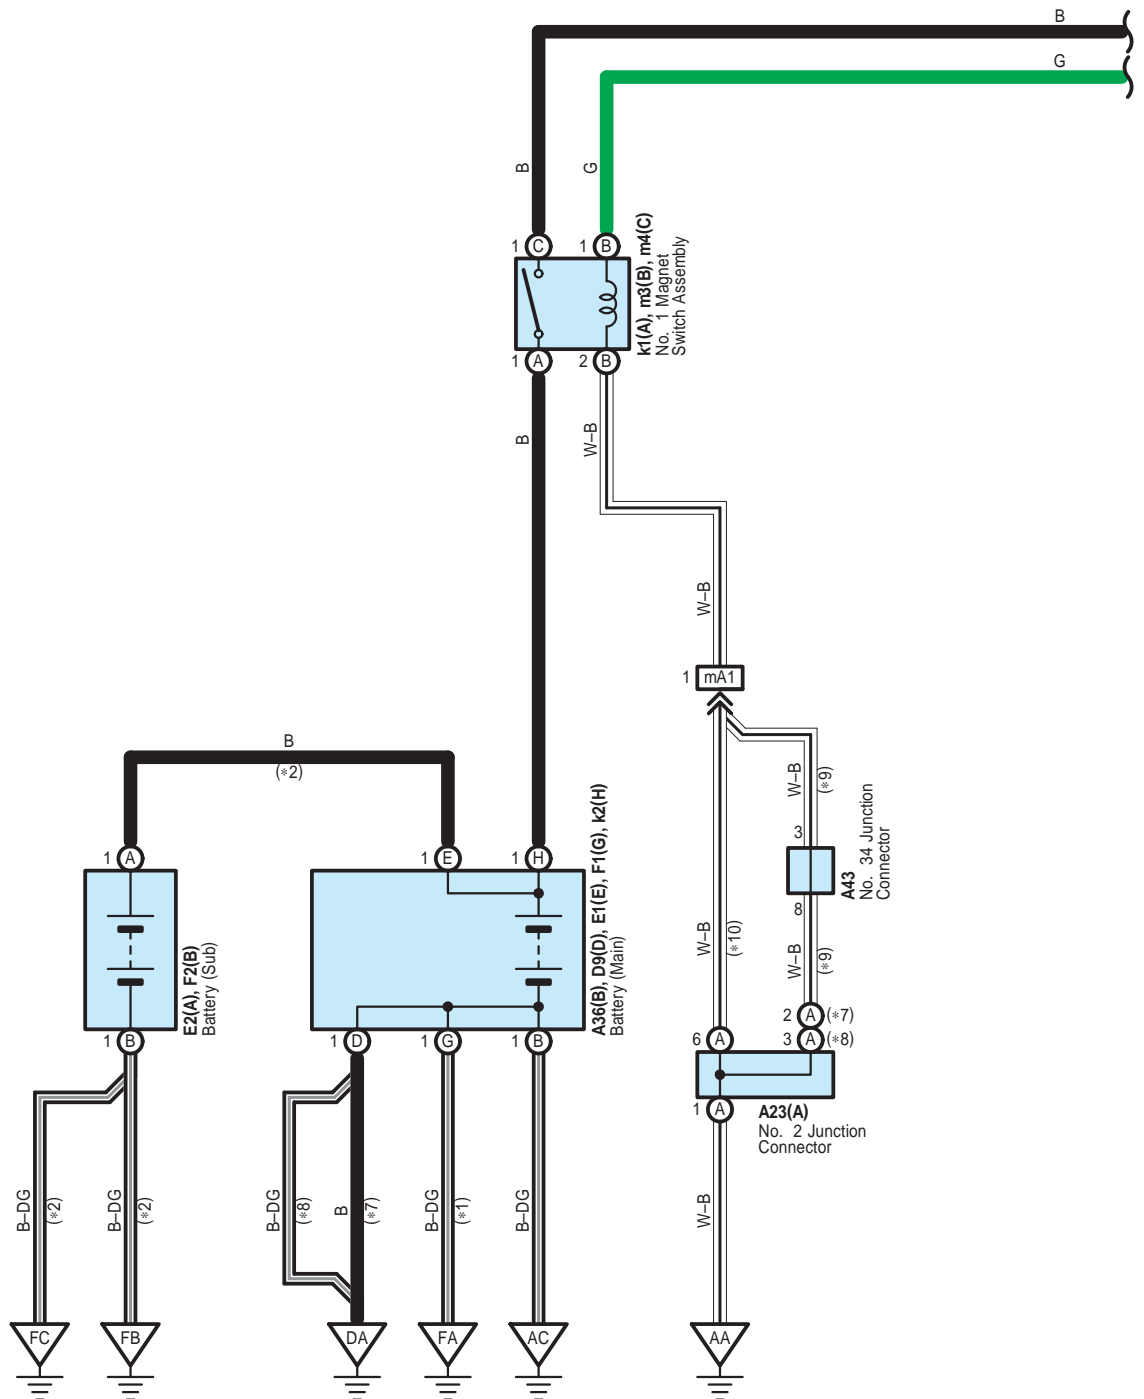 B
G
B
G
1 C
1 B
k1(A), m3(B), m4(C)
No. 1 Magnet
Switch Assembly
1 A
2 B
B
W–B
W–B
1 mA1
B
(*2)
W–B
(*9)
1 A
1 E
1 H
3
A43
No. 34 Junction
Connector
8
E2(A), F2(B)
Battery (Sub)
A36(B), D9(D), E1(E), F1(G), k2(H)
Battery (Main)
W–B
(*10)
W–B
(*9)
2 A (*7)
1 B
1 D
1 G
1 B
6 A
3 A (*8)
1 A
A23(A)
No. 2 Junction
Connector
B–DG
(*2)
B–DG
(*2)
B–DG
(*8)
B
(*7)
B–DG
(*1)
B–DG
W–B
FC
FB
DA
FA
AC
AA